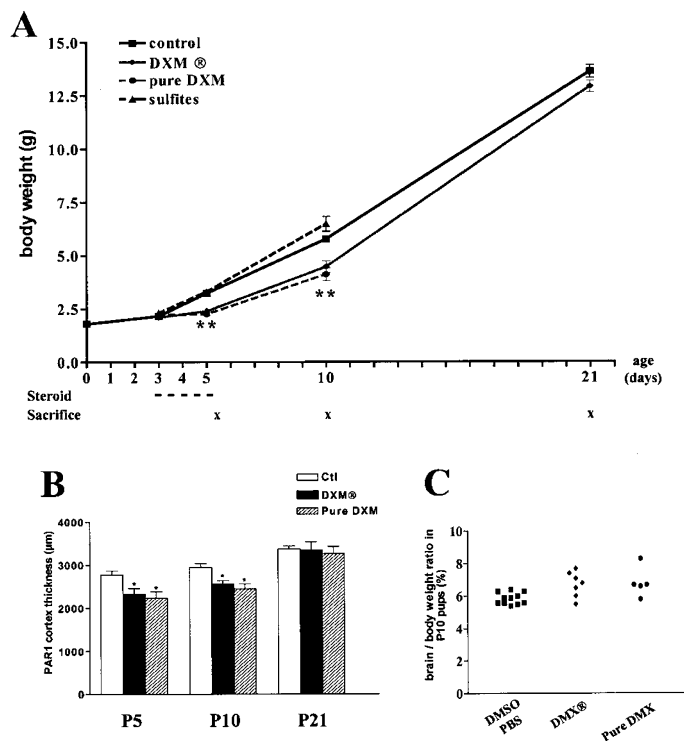 A
control
DXM ®
pure DXM
sulfites
body weight (g)
15.0
12.5
10.0
7.5
5.0
2.5
0.0
**
**
0 1 2 3 4 5 10 21
age
(days)
Steroid
Sacrifice x x x
B
Ctl
DXM®
Pure DXM
PAR1 cortex thickness (µm)
4000
3000
2000
1000
0
* *
* *
P5 P10 P21
C
brain / body weight ratio in
P10 pups (%)
10
8
6
4
2
0
DMSO
PBS
DMX®
Pure DMX